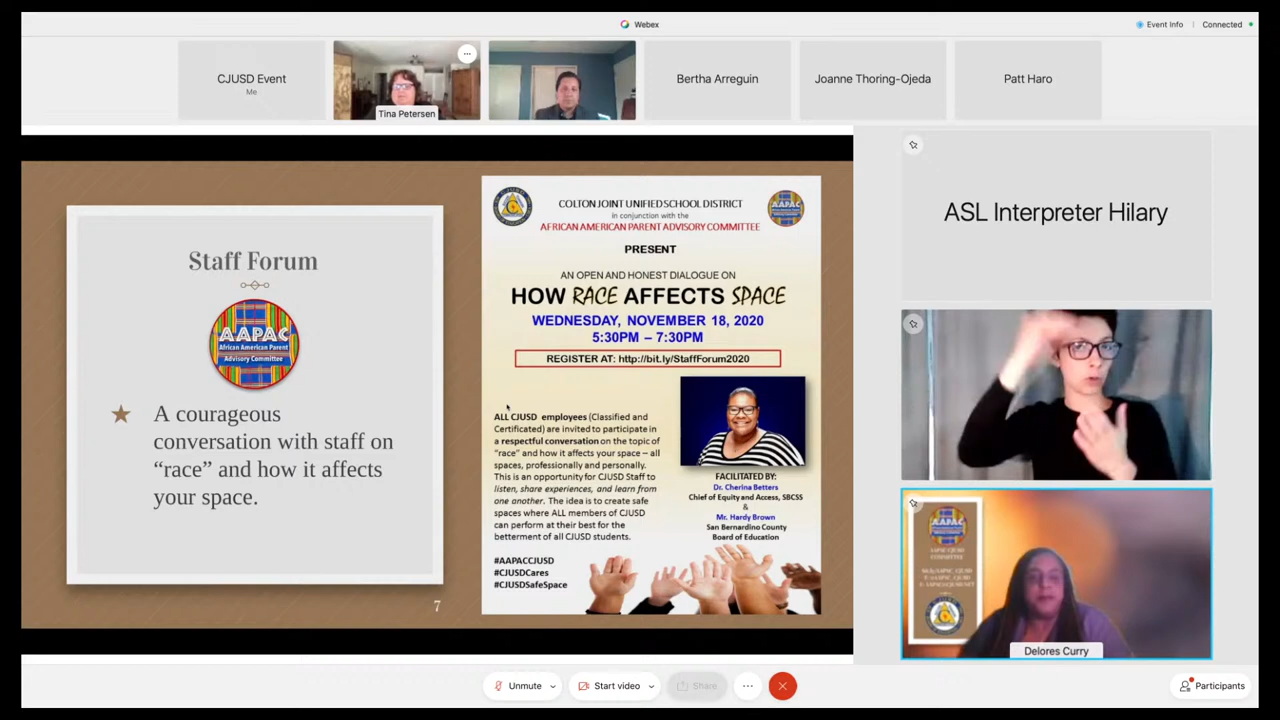 Webex
Event Info
Connected
CJUSD Event
Me
Tina Petersen
Bertha Arreguin
Joanne Thoring-Ojeda
Patt Haro
Staff Forum
AAPAC
African American Parent
Advisory Committee
★ A courageous
conversation with staff on
“race” and how it affects
your space.
7
COLTON JOINT UNIFIED SCHOOL DISTRICT
in conjunction with the
AFRICAN AMERICAN PARENT ADVISORY COMMITTEE
AAPAC
PRESENT
AN OPEN AND HONEST DIALOGUE ON
HOW RACE AFFECTS SPACE
WEDNESDAY, NOVEMBER 18, 2020
5:30PM – 7:30PM
REGISTER AT: http://bit.ly/StaffForum2020
ALL CJUSD employees (Classified and
Certificated) are invited to participate in
a respectful conversation on the topic of
“race” and how it affects your space – all
spaces, professionally and personally.
This is an opportunity for CJUSD Staff to
listen, share experiences, and learn from
one another. The idea is to create safe
spaces where ALL members of CJUSD
can perform at their best for the
betterment of all CJUSD students.
#AAPACCJUSD
#CJUSDCares
#CJUSDSafeSpace
FACILITATED BY:
Dr. Cherina Betters
Chief of Equity and Access, SBCSS
&
Mr. Hardy Brown
San Bernardino County
Board of Education
ASL Interpreter Hilary
AAPAC
AAPAC CJUSD
COMMITTEE
Delores Curry
Unmute
Start video
Share
Participants